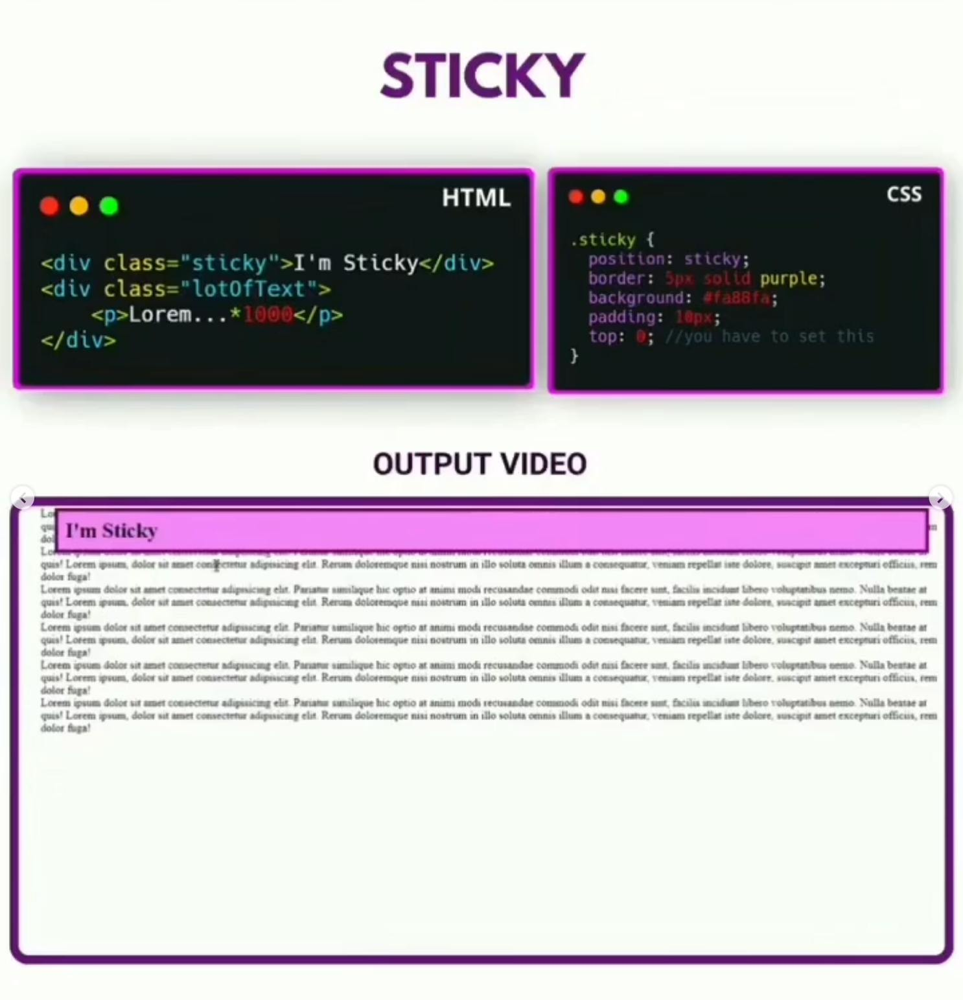 STICKY
HTML
<div class="sticky">I'm Sticky</div>
<div class="lotOfText">
<p>Lorem...*1000</p>
</div>
CSS
.sticky {
position: sticky;
border: 5px solid purple;
background: #fa88fa;
padding: 10px;
top: 0; //you have to set this
}
OUTPUT VIDEO
I'm Sticky
quis! Lorem ipsum, dolor sit amet consectetur adipisicing elit. Rerum doloremque nisi nostrum in illo soluta omnis illum a consequatur, veniam repellat iste dolore, suscipit amet excepturi officiis, rem
dolor fuga!
Lorem ipsum dolor sit amet consectetur adipisicing elit. Pariatur similique hic optio at animi modi recusandae commodi odit nisi facere sint, facilis incidunt libero voluptatibus nemo. Nulla beatae at
quis! Lorem ipsum, dolor sit amet consectetur adipisicing elit. Rerum doloremque nisi nostrum in illo soluta omnis illum a consequatur, veniam repellat iste dolore, suscipit amet excepturi officiis, rem
dolor fuga!
Lorem ipsum dolor sit amet consectetur adipisicing elit. Pariatur similique hic optio at animi modi recusandae commodi odit nisi facere sint, facilis incidunt libero voluptatibus nemo. Nulla beatae at
quis! Lorem ipsum, dolor sit amet consectetur adipisicing elit. Rerum doloremque nisi nostrum in illo soluta omnis illum a consequatur, veniam repellat iste dolore, suscipit amet excepturi officiis, rem
dolor fuga!
Lorem ipsum dolor sit amet consectetur adipisicing elit. Pariatur similique hic optio at animi modi recusandae commodi odit nisi facere sint, facilis incidunt libero voluptatibus nemo. Nulla beatae at
quis! Lorem ipsum, dolor sit amet consectetur adipisicing elit. Rerum doloremque nisi nostrum in illo soluta omnis illum a consequatur, veniam repellat iste dolore, suscipit amet excepturi officiis, rem
dolor fuga!
Lorem ipsum dolor sit amet consectetur adipisicing elit. Pariatur similique hic optio at animi modi recusandae commodi odit nisi facere sint, facilis incidunt libero voluptatibus nemo. Nulla beatae at
quis! Lorem ipsum, dolor sit amet consectetur adipisicing elit. Rerum doloremque nisi nostrum in illo soluta omnis illum a consequatur, veniam repellat iste dolore, suscipit amet excepturi officiis, rem
dolor fuga!